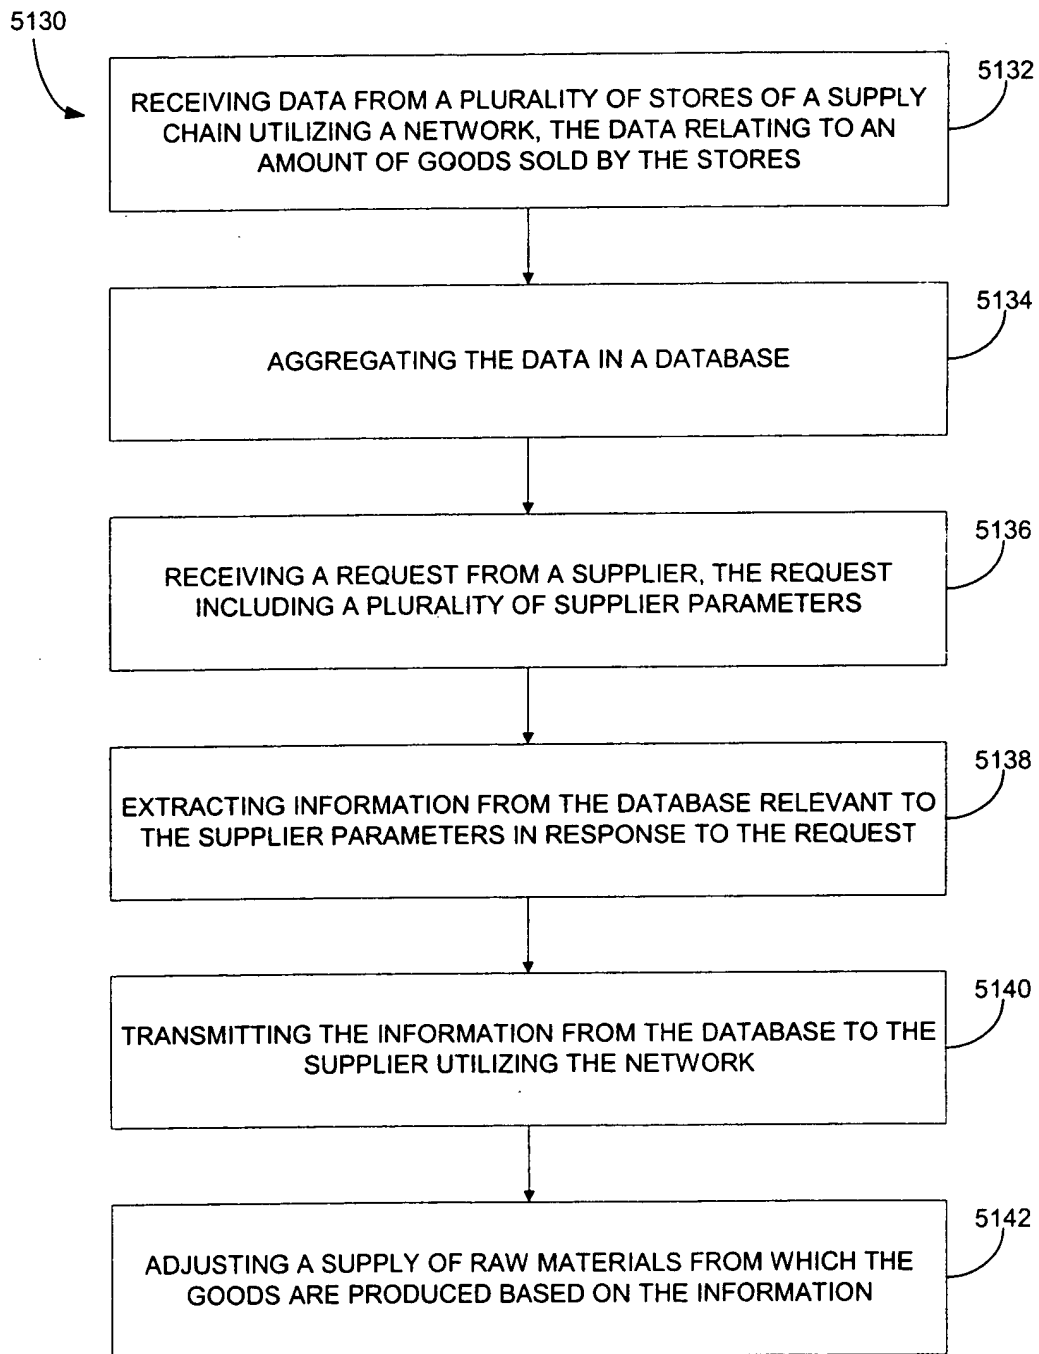 5130
5132
RECEIVING DATA FROM A PLURALITY OF STORES OF A SUPPLY
CHAIN UTILIZING A NETWORK, THE DATA RELATING TO AN
AMOUNT OF GOODS SOLD BY THE STORES
5134
AGGREGATING THE DATA IN A DATABASE
5136
RECEIVING A REQUEST FROM A SUPPLIER, THE REQUEST
INCLUDING A PLURALITY OF SUPPLIER PARAMETERS
5138
EXTRACTING INFORMATION FROM THE DATABASE RELEVANT TO
THE SUPPLIER PARAMETERS IN RESPONSE TO THE REQUEST
5140
TRANSMITTING THE INFORMATION FROM THE DATABASE TO THE
SUPPLIER UTILIZING THE NETWORK
5142
ADJUSTING A SUPPLY OF RAW MATERIALS FROM WHICH THE
GOODS ARE PRODUCED BASED ON THE INFORMATION